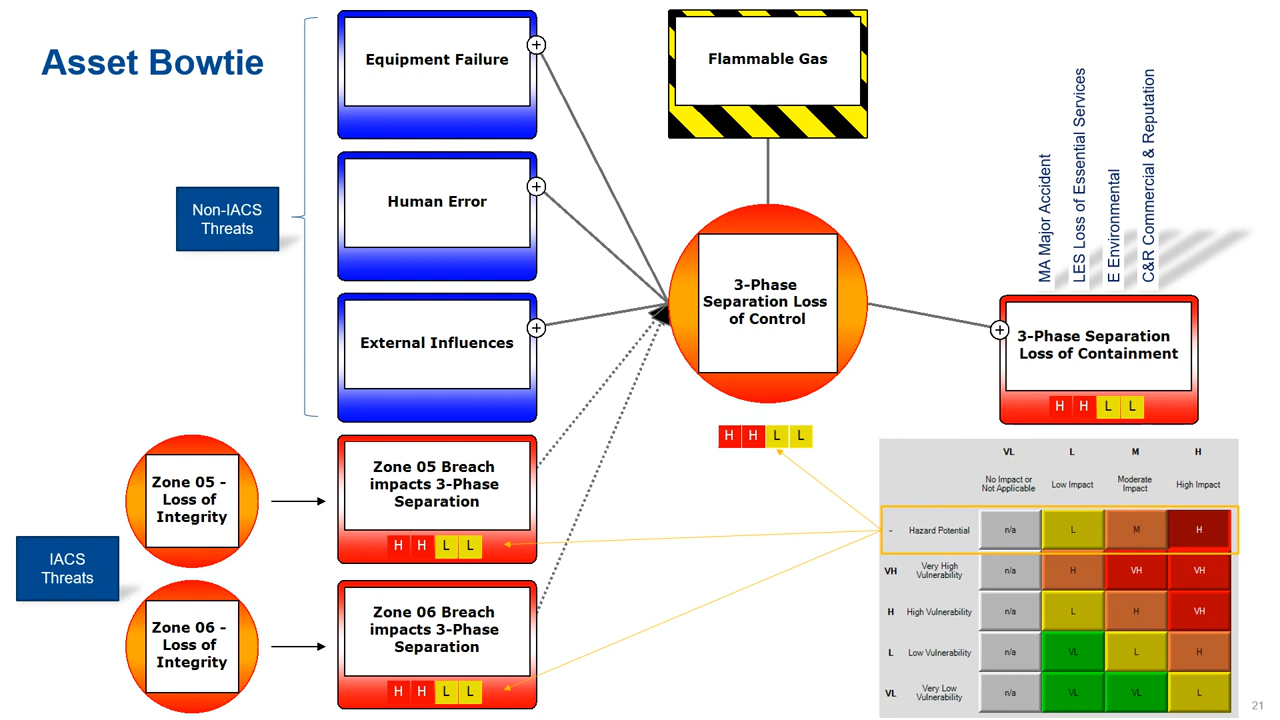 Asset Bowtie
Equipment Failure
+
Human Error
+
External Influences
+
Non-IACS
Threats
Flammable Gas
3-Phase
Separation Loss
of Control
H H L L
MA Major Accident
LES Loss of Essential Services
E Environmental
C&R Commercial & Reputation
+
3-Phase Separation
Loss of Containment
H H L L
Zone 05 -
Loss of
Integrity
Zone 05 Breach
impacts 3-Phase
Separation
H H L L
IACS
Threats
Zone 06 -
Loss of
Integrity
Zone 06 Breach
impacts 3-Phase
Separation
H H L L
VL L M H
No Impact or
Not Applicable
Low Impact
Moderate
Impact
High Impact
- Hazard Potential n/a L M H
VH Very High
Vulnerability n/a H VH VH
H High Vulnerability n/a L H VH
L Low Vulnerability n/a VL L H
VL Very Low
Vulnerability n/a VL VL L
21